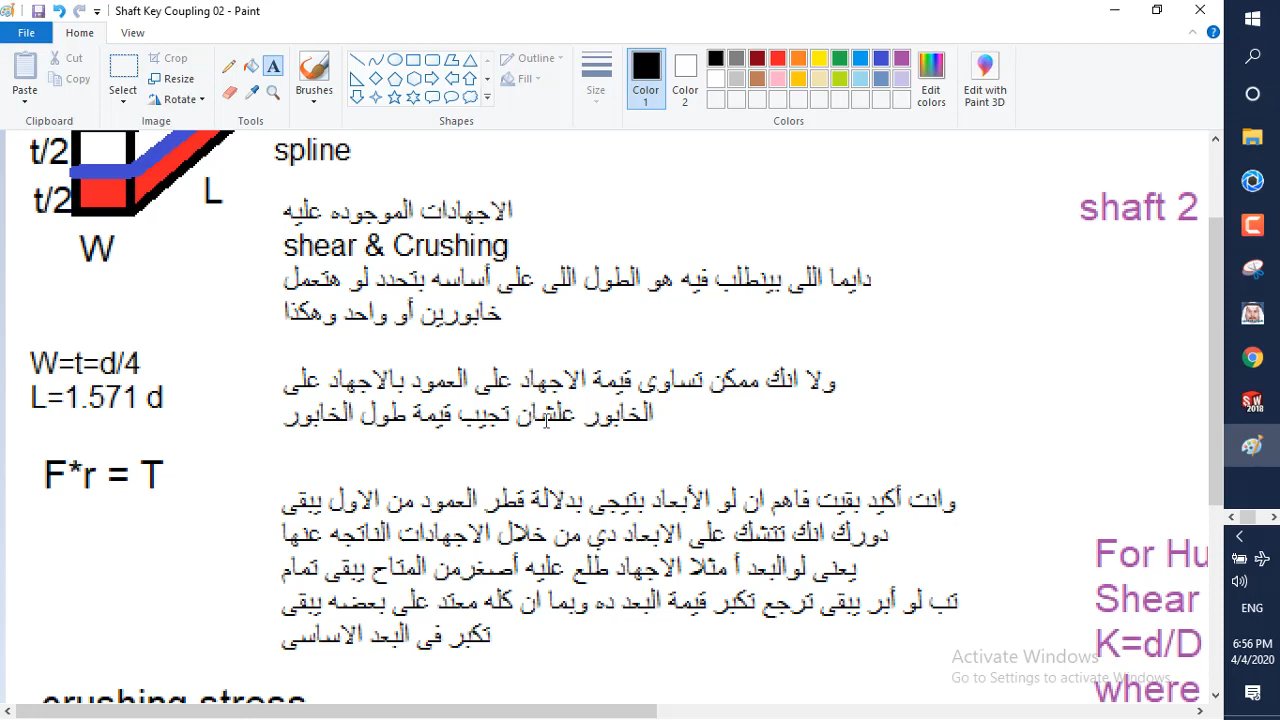 Shaft Key Coupling 02 - Paint
File
Home
View
Paste
Cut
Copy
Clipboard
Select
Crop
Resize
Rotate
Image
Tools
Brushes
Shapes
Outline
Fill
Size
Color 1
Color 2
Edit colors
Colors
Edit with Paint 3D
t/2
t/2
L
W
spline
الاجهادات الموجوده عليه
shear & Crushing
دايما اللى بينطلب فيه هو الطول اللى على أساسه بتحدد لو هتعمل
خابورين أو واحد وهكذا
W=t=d/4
L=1.571 d
ولا انك ممكن تساوى قيمة الاجهاد على العمود بالاجهاد على
الخابور علشان تجيب قيمة طول الخابور
F*r = T
وانت أكيد بقيت فاهم ان لو الأبعاد بتيجى بدلالة قطر العمود من الاول يبقى
دورك انك تتشك على الابعاد دي من خلال الاجهادات الناتجه عنها
يعنى لوالبعد أ مثلا الاجهاد طلع عليه أصغرمن المتاح يبقى تمام
تب لو أبر يبقى ترجع تكبر قيمة البعد ده وبما ان كله معتد على بعضه يبقى
تكبر فى البعد الاساسى
crushing stress
shaft 2
For Hu
Shear
K=d/D
where
Activate Windows
Go to Settings to activate Windows.
SW
2018
ENG
6:56 PM
4/4/2020